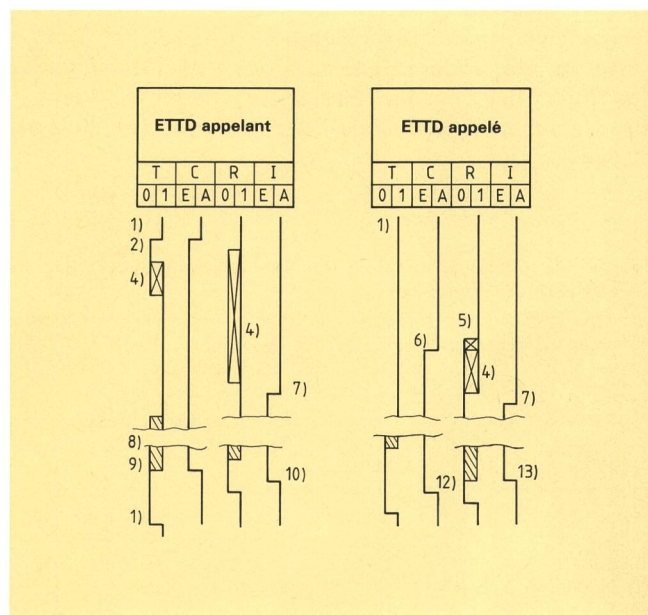 ETTD appelant
T C R I
0 1 E A 0 1 E A
1)
2)
4)
4)
7)
8)
9)
10)
1)
ETTD appelé
T C R I
0 1 E A 0 1 E A
1)
5)
6)
4)
7)
12)
13)